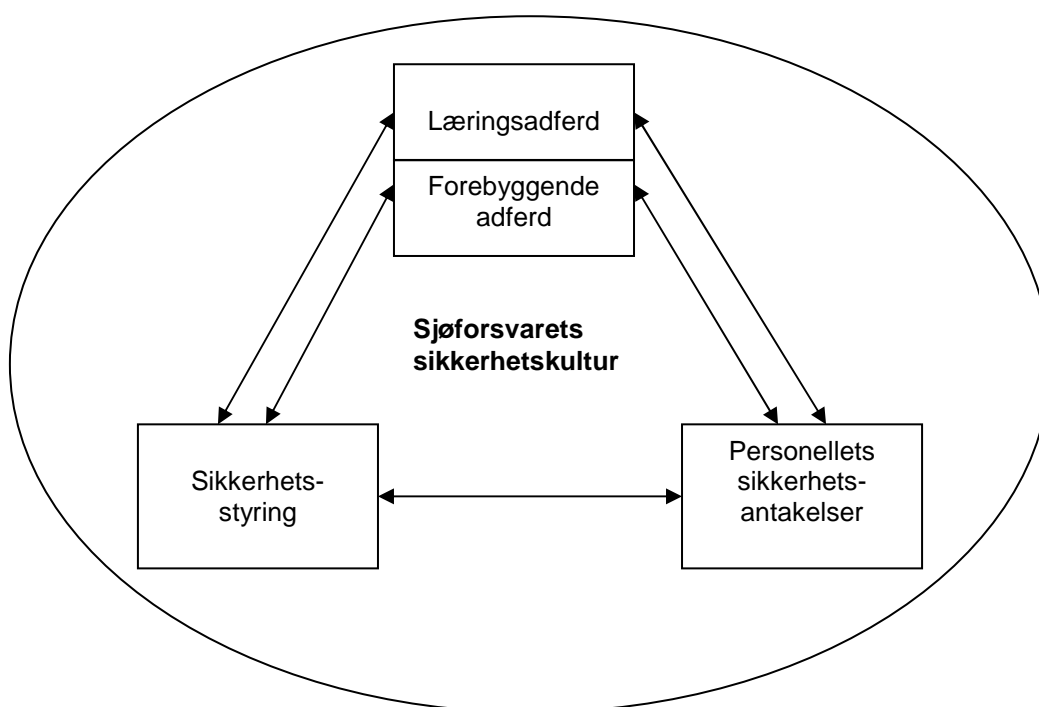 Læringsadferd
Forebyggende
adferd
Sjøforsvarets
sikkerhetskultur
Sikkerhets-
styring
Personellets
sikkerhets-
antakelser